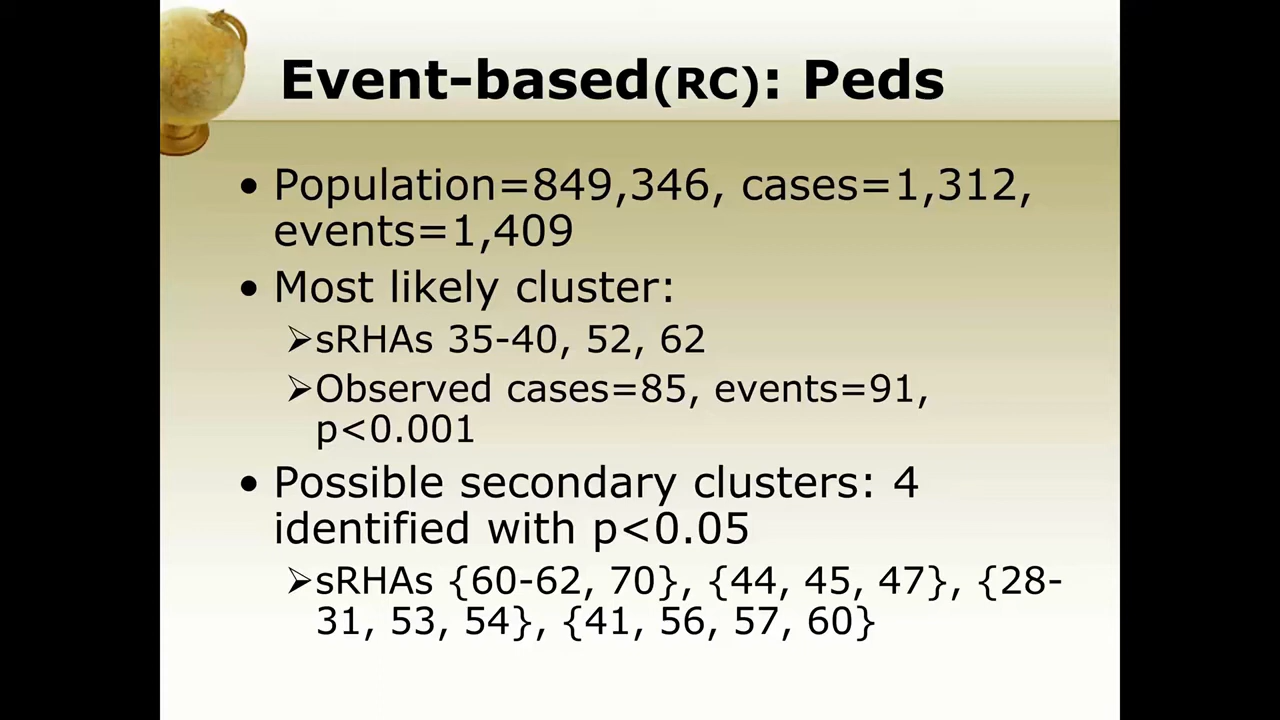 Event-based(RC): Peds
• Population=849,346, cases=1,312,
events=1,409
• Most likely cluster:
➢sRHAs 35-40, 52, 62
➢Observed cases=85, events=91,
p<0.001
• Possible secondary clusters: 4
identified with p<0.05
➢sRHAs {60-62, 70}, {44, 45, 47}, {28-
31, 53, 54}, {41, 56, 57, 60}